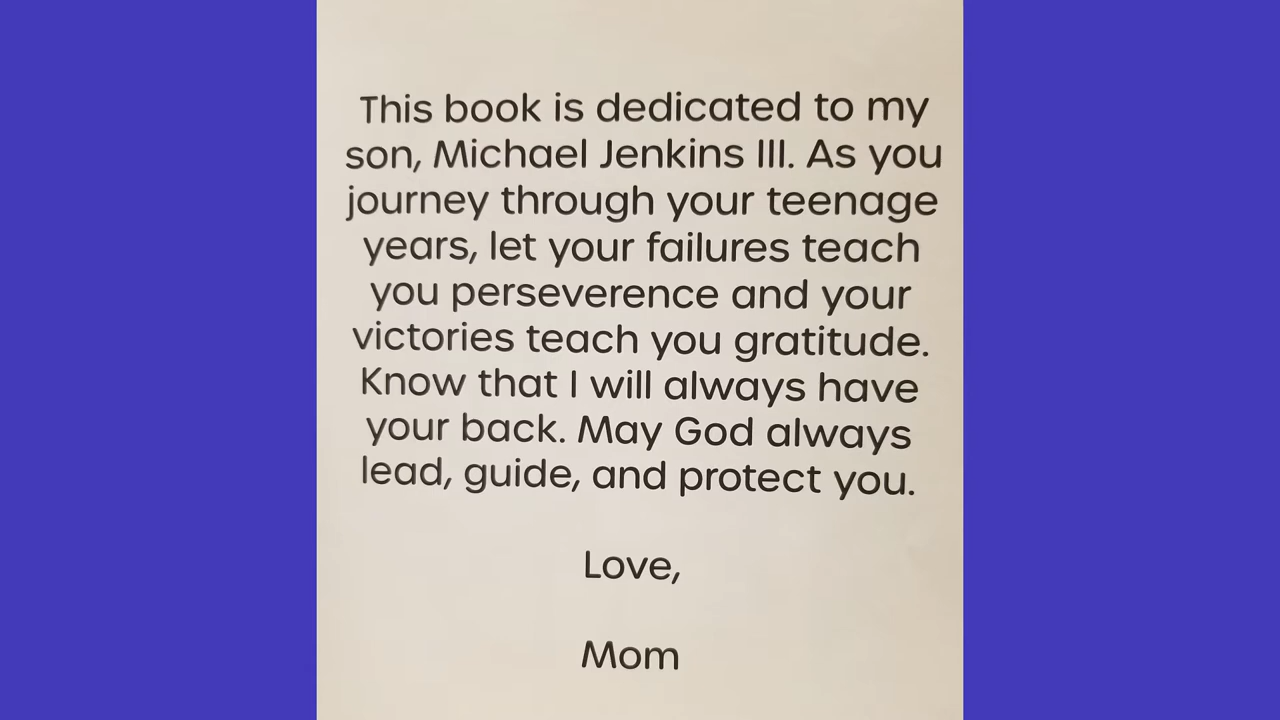 This book is dedicated to my
son, Michael Jenkins III. As you
journey through your teenage
years, let your failures teach
you perseverence and your
victories teach you gratitude.
Know that I will always have
your back. May God always
lead, guide, and protect you.
Love,
Mom